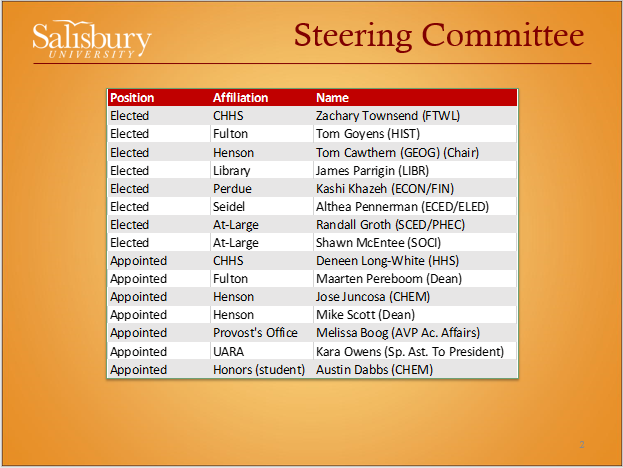 Salisbury
UNIVERSITY
Steering Committee
Position Affiliation Name
Elected CHHS Zachary Townsend (FTWL)
Elected Fulton Tom Goyens (HIST)
Elected Henson Tom Cawthern (GEOG) (Chair)
Elected Library James Parrigin (LIBR)
Elected Perdue Kashi Khazeh (ECON/FIN)
Elected Seidel Althea Pennerman (ECED/ELED)
Elected At-Large Randall Groth (SCED/PHEC)
Elected At-Large Shawn McEntee (SOCI)
Appointed CHHS Deneen Long-White (HHS)
Appointed Fulton Maarten Pereboom (Dean)
Appointed Henson Jose Juncosa (CHEM)
Appointed Henson Mike Scott (Dean)
Appointed Provost's Office Melissa Boog (AVP Ac. Affairs)
Appointed UARA Kara Owens (Sp. Ast. To President)
Appointed Honors (student) Austin Dabbs (CHEM)
2